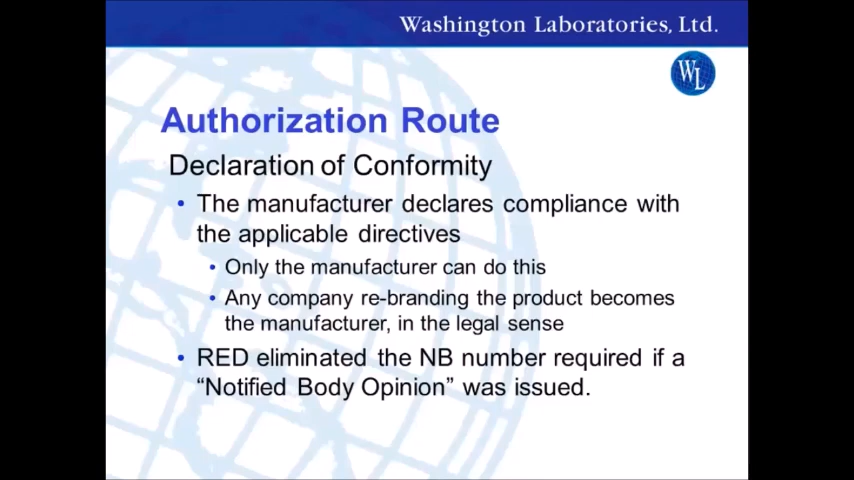 Washington Laboratories, Ltd.
WL
Authorization Route
Declaration of Conformity
• The manufacturer declares compliance with
the applicable directives
• Only the manufacturer can do this
• Any company re-branding the product becomes
the manufacturer, in the legal sense
• RED eliminated the NB number required if a
“Notified Body Opinion” was issued.